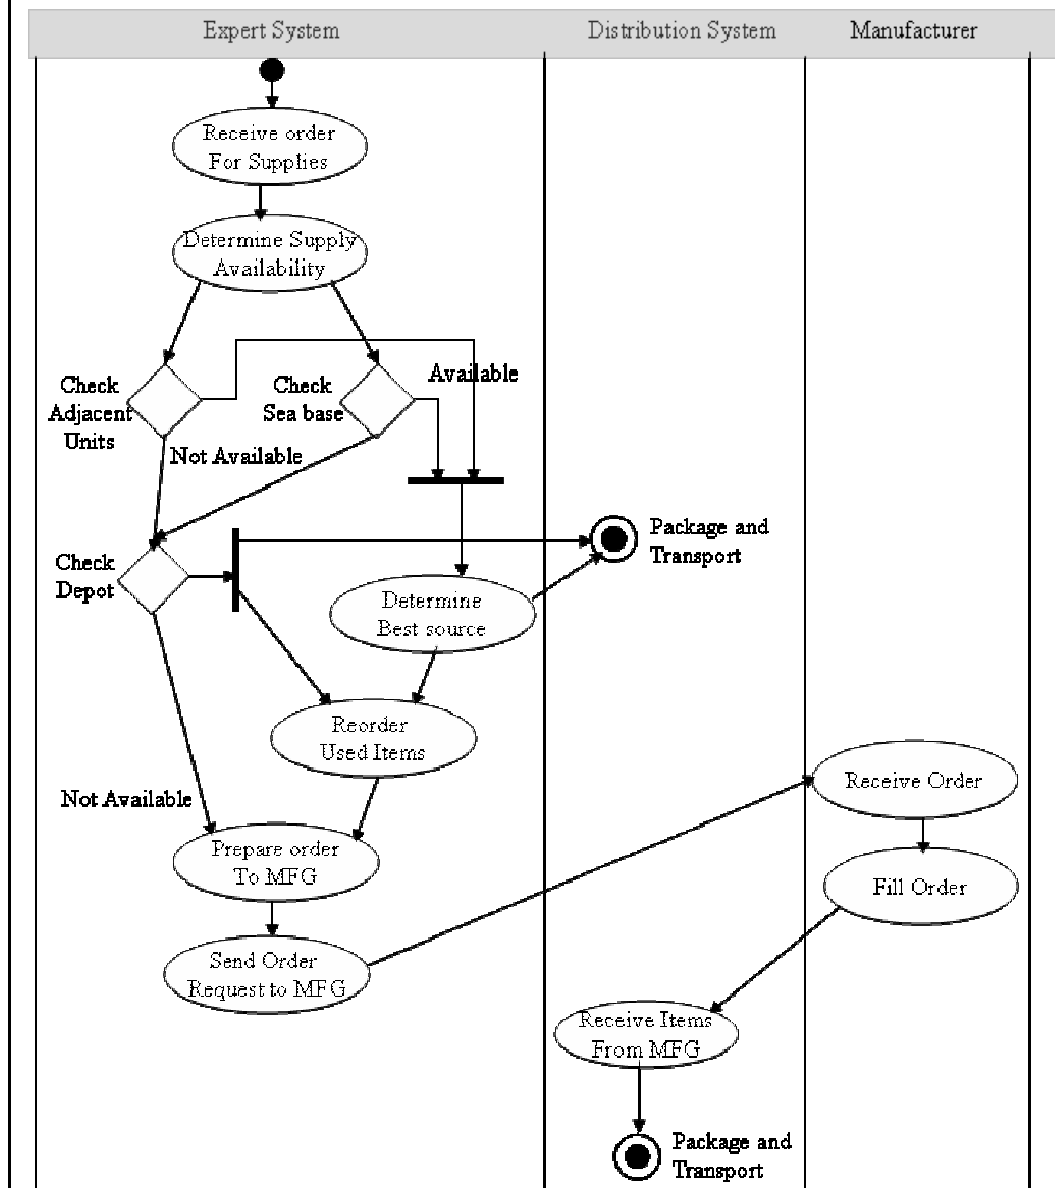 Expert System
Distribution System
Manufacturer
Receive order
For Supplies
Determine Supply
Availability
Check
Adjacent
Units
Check
Sea base
Available
Not Available
Check
Depot
Package and
Transport
Determine
Best source
Reorder
Used Items
Not Available
Receive Order
Prepare order
To MFG
Fill Order
Send Order
Request to MFG
Receive Items
From MFG
Package and
Transport